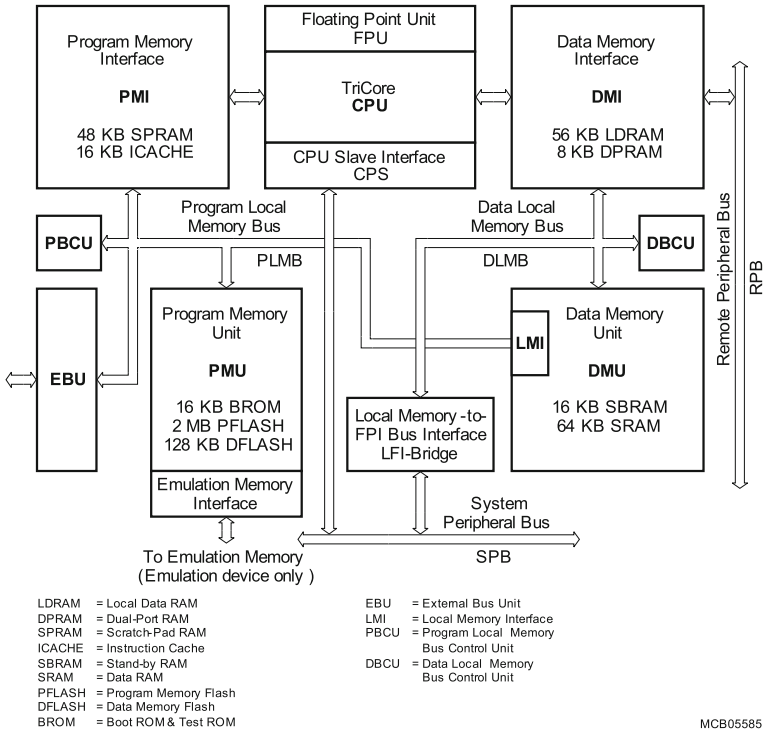 Program Memory
Interface
PMI
48 KB SPRAM
16 KB ICACHE
Floating Point Unit
FPU
TriCore
CPU
CPU Slave Interface
CPS
Data Memory
Interface
DMI
56 KB LDRAM
8 KB DPRAM
Remote Peripheral Bus
RPB
PBCU
Program Local
Memory Bus
PLMB
Data Local
Memory Bus
DLMB
DBCU
EBU
Program Memory
Unit
PMU
16 KB BROM
2 MB PFLASH
128 KB DFLASH
Emulation Memory
Interface
To Emulation Memory
(Emulation device only )
LMI
Data Memory
Unit
DMU
16 KB SBRAM
64 KB SRAM
Local Memory -to-
FPI Bus Interface
LFI-Bridge
System
Peripheral Bus
SPB
LDRAM = Local Data RAM
DPRAM = Dual-Port RAM
SPRAM = Scratch-Pad RAM
ICACHE = Instruction Cache
SBRAM = Stand-by RAM
SRAM = Data RAM
PFLASH = Program Memory Flash
DFLASH = Data Memory Flash
BROM = Boot ROM & Test ROM
EBU = External Bus Unit
LMI = Local Memory Interface
PBCU = Program Local Memory
Bus Control Unit
DBCU = Data Local Memory
Bus Control Unit
MCB05585